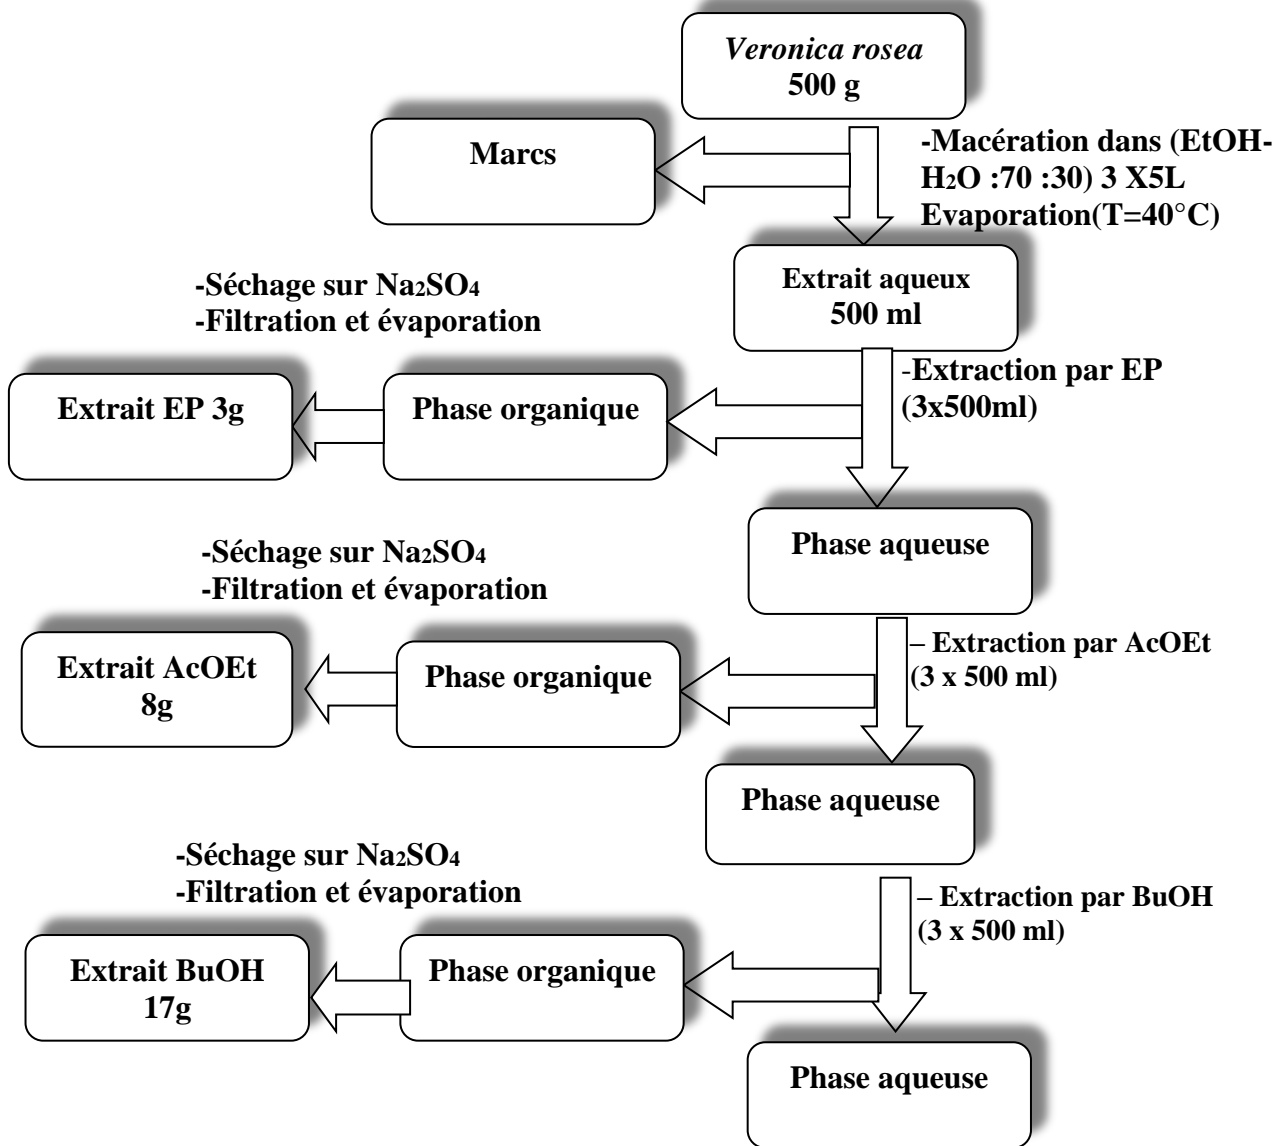 Veronica rosea
500 g
Marcs
-Macération dans (EtOH-
H2O :70 :30) 3 X5L
Evaporation(T=40°C)
Extrait aqueux
500 ml
-Séchage sur Na2SO4
-Filtration et évaporation
-Extraction par EP
(3x500ml)
Extrait EP 3g
Phase organique
Phase aqueuse
-Séchage sur Na2SO4
-Filtration et évaporation
– Extraction par AcOEt
(3 x 500 ml)
Extrait AcOEt
8g
Phase organique
Phase aqueuse
-Séchage sur Na2SO4
-Filtration et évaporation
– Extraction par BuOH
(3 x 500 ml)
Extrait BuOH
17g
Phase organique
Phase aqueuse